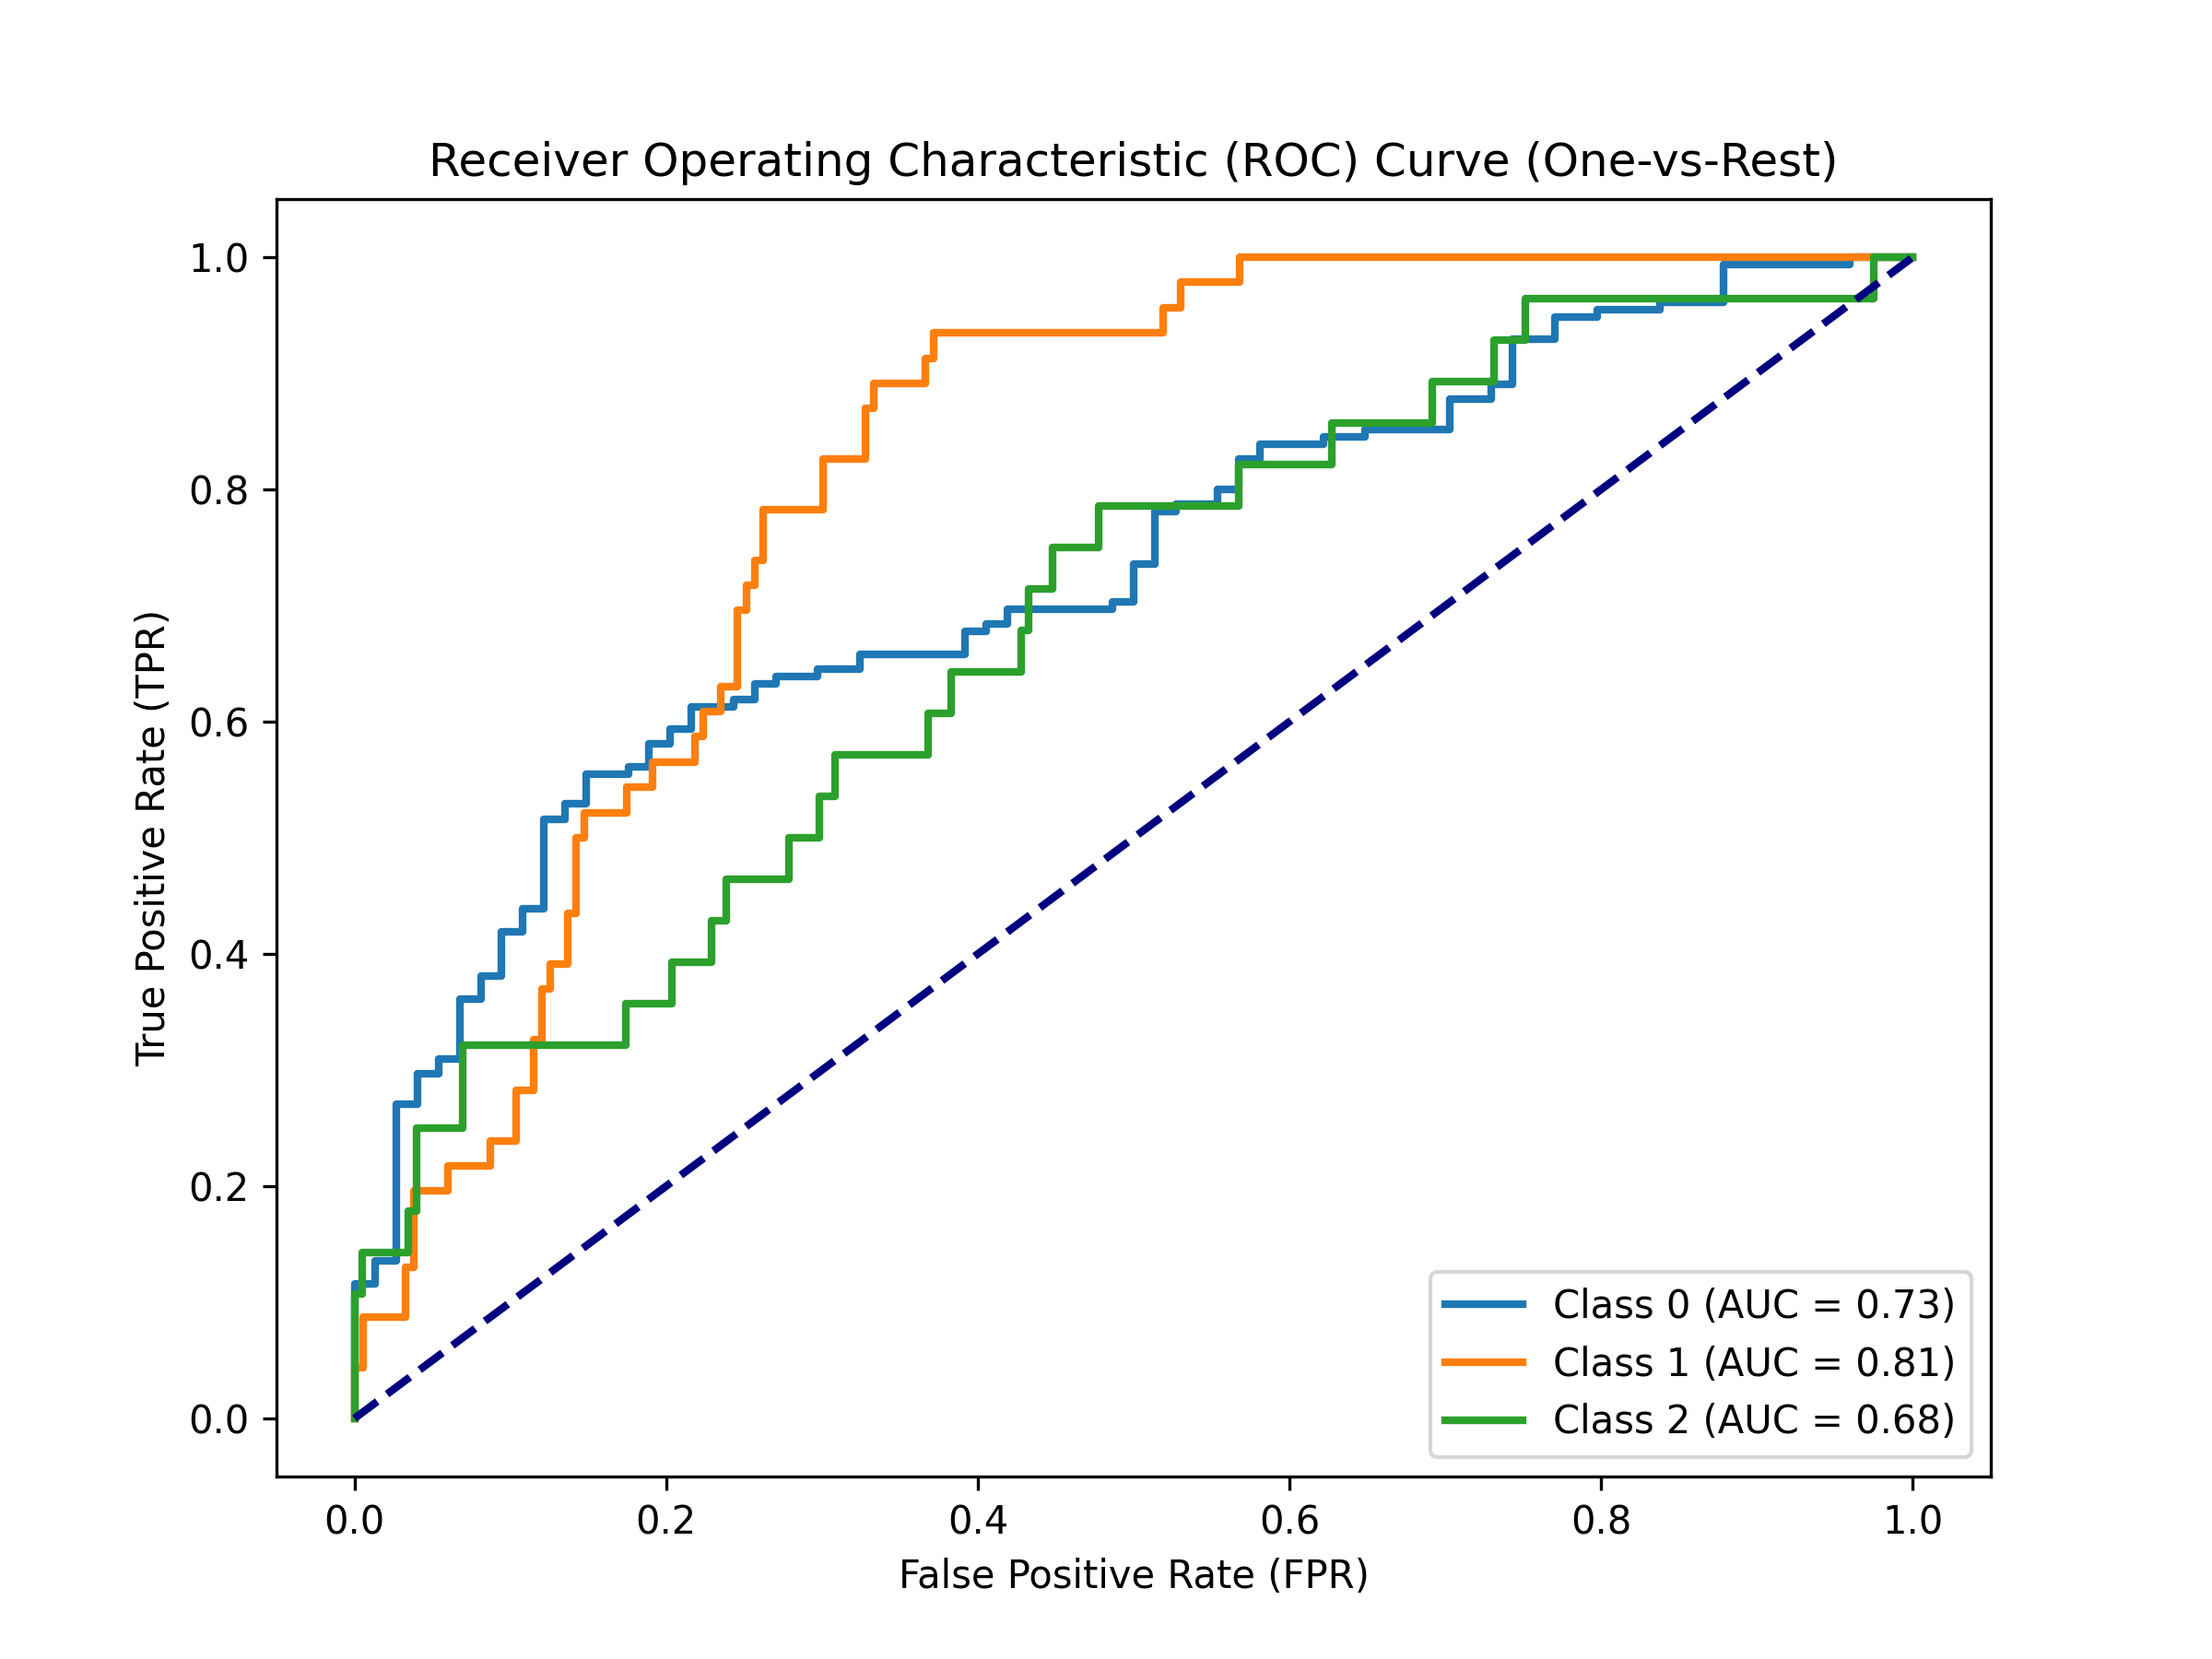 Receiver Operating Characteristic (ROC) Curve (One-vs-Rest)
True Positive Rate (TPR)
1.0
0.8
0.6
0.4
0.2
0.0
Class 0 (AUC = 0.73)
Class 1 (AUC = 0.81)
Class 2 (AUC = 0.68)
0.0 0.2 0.4 0.6 0.8 1.0
False Positive Rate (FPR)